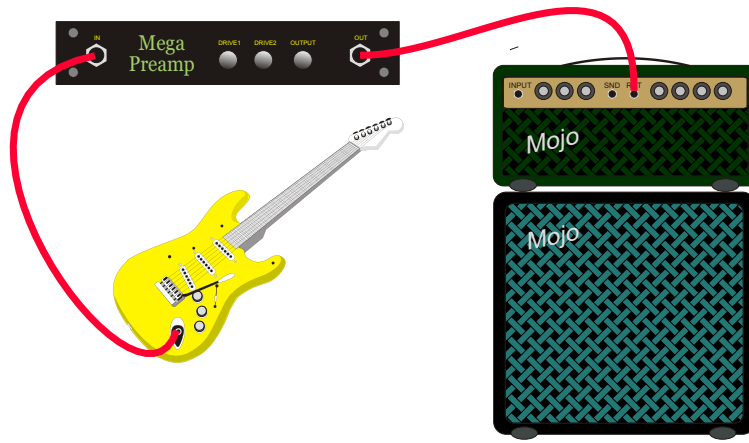 IN
Mega
Preamp
DRIVE1 DRIVE2 OUTPUT
OUT
INPUT
SND
Mojo
Mojo